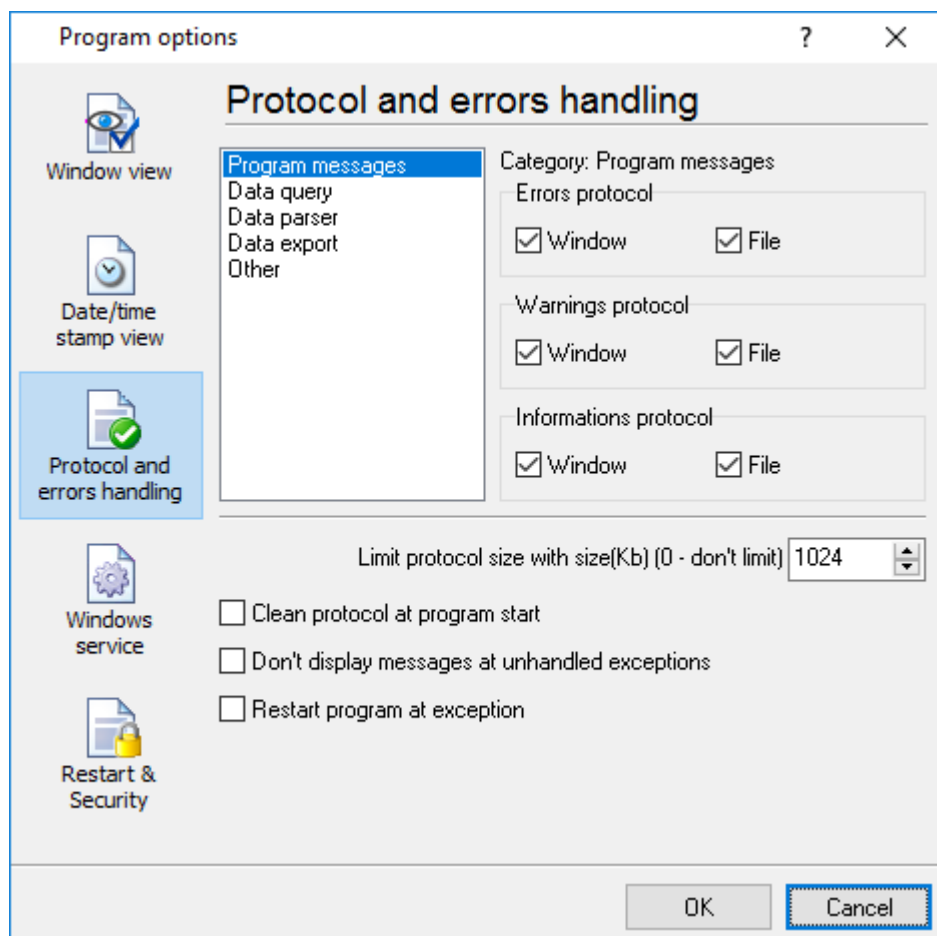 Program options
?
Window view
Date/time
stamp view
Protocol and
errors handling
Windows
service
Restart &
Security
Protocol and errors handling
Program messages
Data query
Data parser
Data export
Other
Category: Program messages
Errors protocol
Window File
Warnings protocol
Window File
Informations protocol
Window File
Limit protocol size with size(Kb) (0 - don't limit) 1024
Clean protocol at program start
Don't display messages at unhandled exceptions
Restart program at exception
OK Cancel